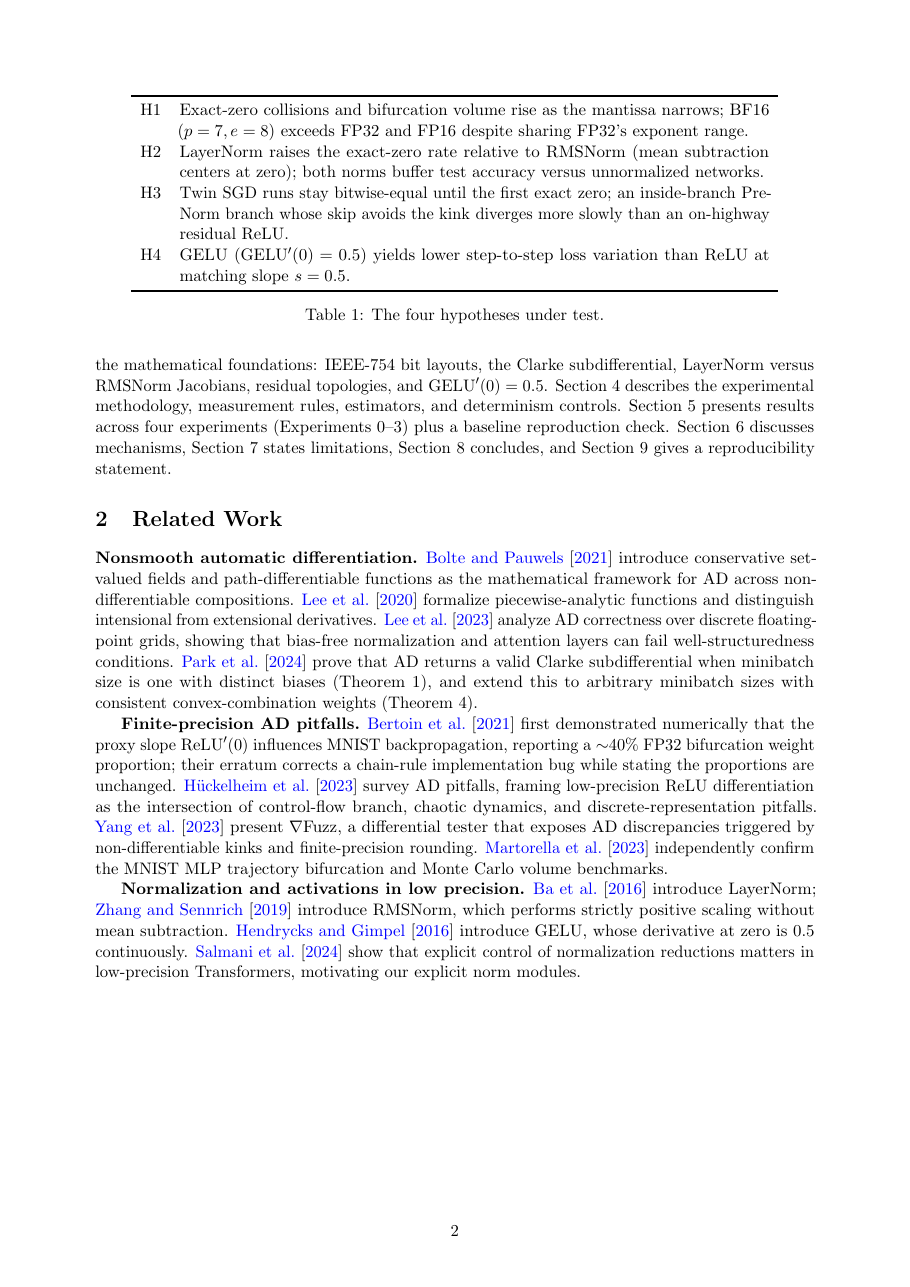 H1 Exact-zero collisions and bifurcation volume rise as the mantissa narrows; BF16
(p = 7, e = 8) exceeds FP32 and FP16 despite sharing FP32's exponent range.
H2 LayerNorm raises the exact-zero rate relative to RMSNorm (mean subtraction
centers at zero); both norms buffer test accuracy versus unnormalized networks.
H3 Twin SGD runs stay bitwise-equal until the first exact zero; an inside-branch Pre-
Norm branch whose skip avoids the kink diverges more slowly than an on-highway
residual ReLU.
H4 GELU (GELU′(0) = 0.5) yields lower step-to-step loss variation than ReLU at
matching slope s = 0.5.
Table 1: The four hypotheses under test.
the mathematical foundations: IEEE-754 bit layouts, the Clarke subdifferential, LayerNorm versus
RMSNorm Jacobians, residual topologies, and GELU′(0) = 0.5. Section 4 describes the experimental
methodology, measurement rules, estimators, and determinism controls. Section 5 presents results
across four experiments (Experiments 0–3) plus a baseline reproduction check. Section 6 discusses
mechanisms, Section 7 states limitations, Section 8 concludes, and Section 9 gives a reproducibility
statement.
2 Related Work
Nonsmooth automatic differentiation. Bolte and Pauwels [2021] introduce conservative set-
valued fields and path-differentiable functions as the mathematical framework for AD across non-
differentiable compositions. Lee et al. [2020] formalize piecewise-analytic functions and distinguish
intensional from extensional derivatives. Lee et al. [2023] analyze AD correctness over discrete floating-
point grids, showing that bias-free normalization and attention layers can fail well-structuredness
conditions. Park et al. [2024] prove that AD returns a valid Clarke subdifferential when minibatch
size is one with distinct biases (Theorem 1), and extend this to arbitrary minibatch sizes with
consistent convex-combination weights (Theorem 4).
Finite-precision AD pitfalls. Bertoin et al. [2021] first demonstrated numerically that the
proxy slope ReLU′(0) influences MNIST backpropagation, reporting a ∼40% FP32 bifurcation weight
proportion; their erratum corrects a chain-rule implementation bug while stating the proportions are
unchanged. Hückelheim et al. [2023] survey AD pitfalls, framing low-precision ReLU differentiation
as the intersection of control-flow branch, chaotic dynamics, and discrete-representation pitfalls.
Yang et al. [2023] present ∇Fuzz, a differential tester that exposes AD discrepancies triggered by
non-differentiable kinks and finite-precision rounding. Martorella et al. [2023] independently confirm
the MNIST MLP trajectory bifurcation and Monte Carlo volume benchmarks.
Normalization and activations in low precision. Ba et al. [2016] introduce LayerNorm;
Zhang and Sennrich [2019] introduce RMSNorm, which performs strictly positive scaling without
mean subtraction. Hendrycks and Gimpel [2016] introduce GELU, whose derivative at zero is 0.5
continuously. Salmani et al. [2024] show that explicit control of normalization reductions matters in
low-precision Transformers, motivating our explicit norm modules.
2